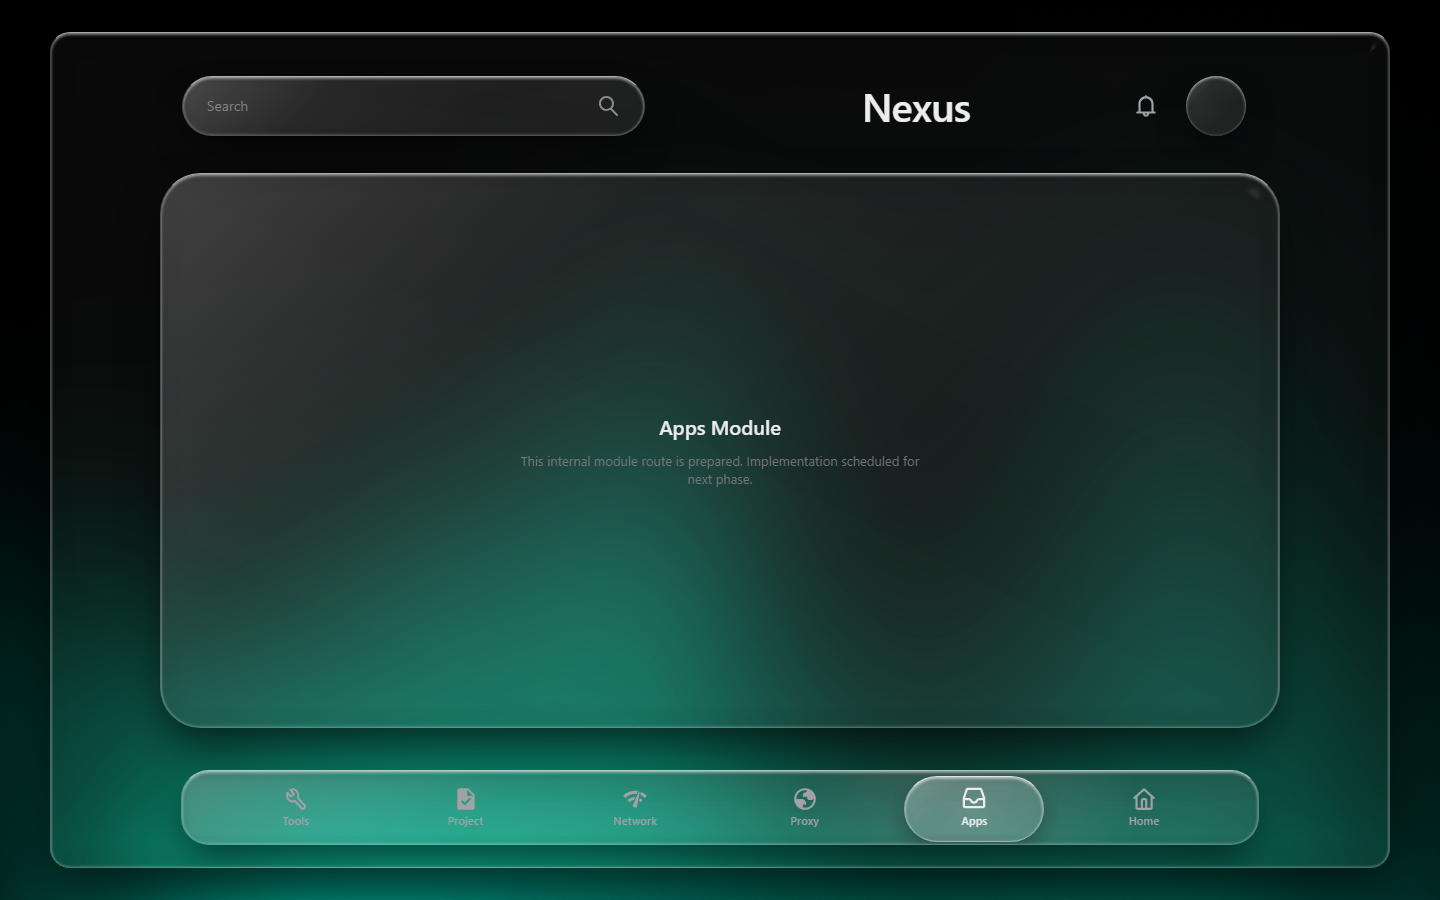 Search
Nexus
Apps Module
This internal module route is prepared. Implementation scheduled for
next phase.
Tools
Project
Network
Proxy
Apps
Home